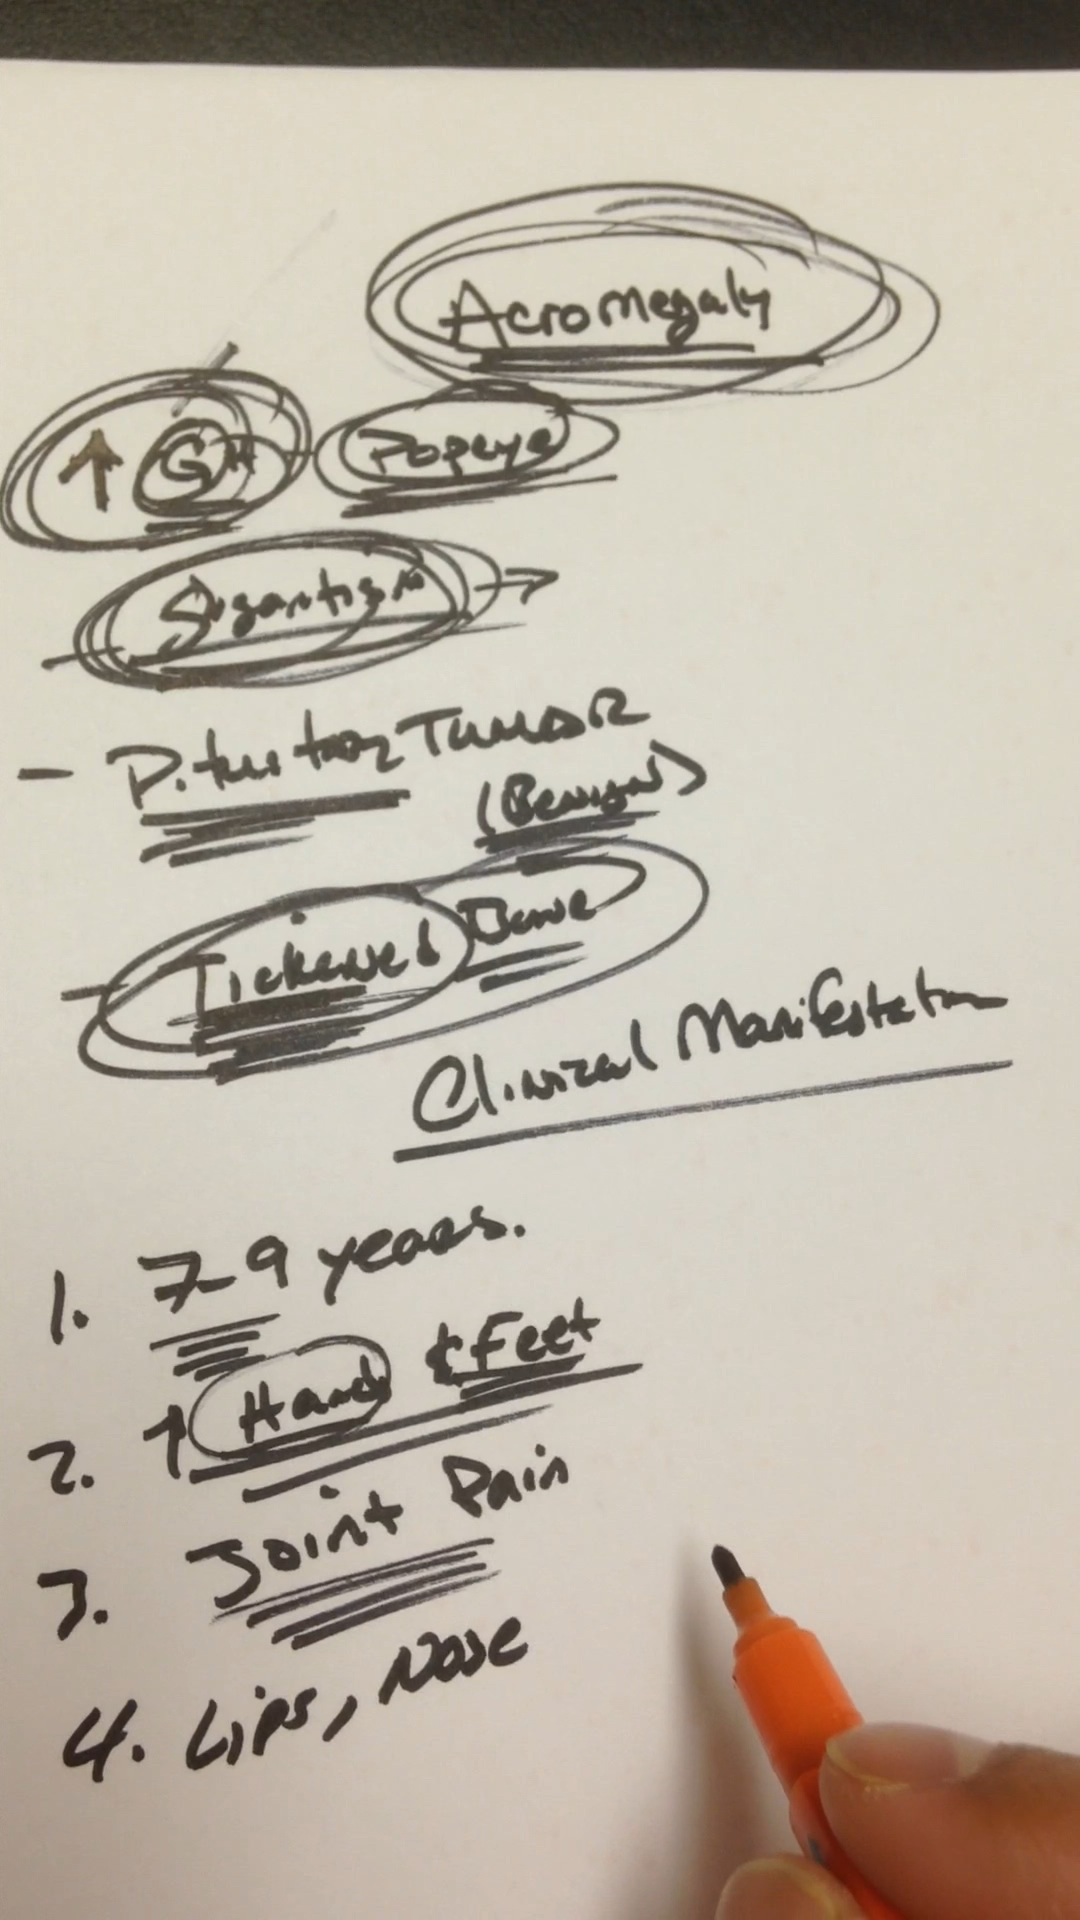 Acromegaly
↑ GH - Popeye
Gigantism →
- Pituitary Tumor
(Benign)
- Tickened Bone
Clinical Manifestation
1. 7-9 years.
2. ↑ Hands & Feet
3. Joint Pain
4. Lips, Nose